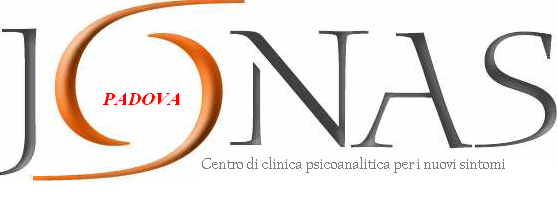 JONAS
PADOVA
Centro di clinica psicoanalitica per i nuovi sintomi